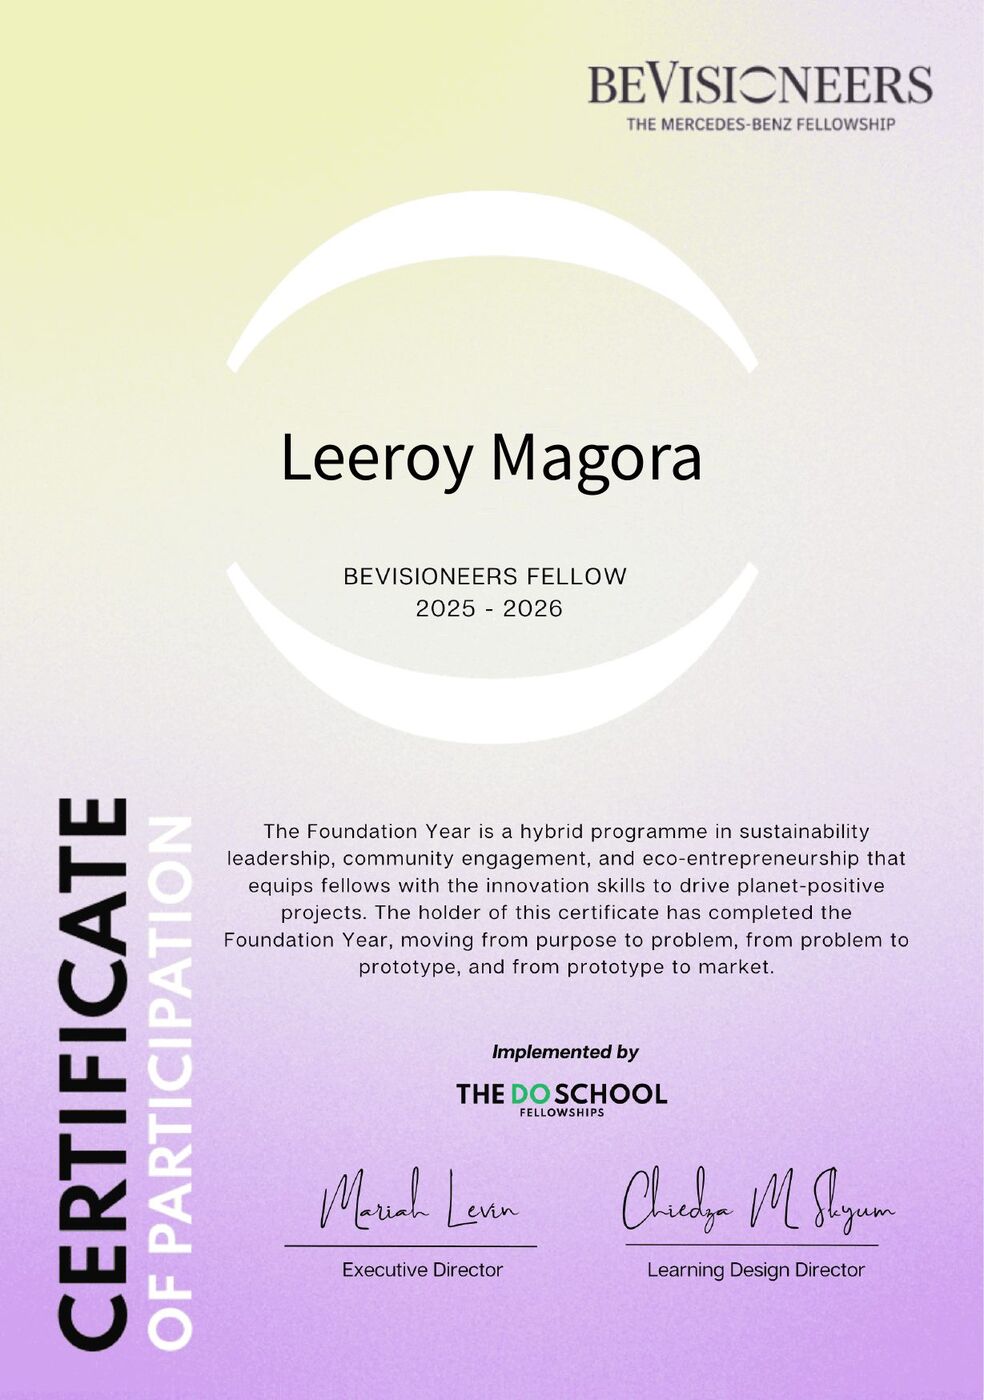 BEVISIONEERS
THE MERCEDES-BENZ FELLOWSHIP
Leeroy Magora
BEVISIONEERS FELLOW
2025 - 2026
CERTIFICATE
OF PARTICIPATION
The Foundation Year is a hybrid programme in sustainability
leadership, community engagement, and eco-entrepreneurship that
equips fellows with the innovation skills to drive planet-positive
projects. The holder of this certificate has completed the
Foundation Year, moving from purpose to problem, from problem to
prototype, and from prototype to market.
Implemented by
THE DO SCHOOL
FELLOWSHIPS
Mariah Levin
Executive Director
Chiedza M Skyum
Learning Design Director